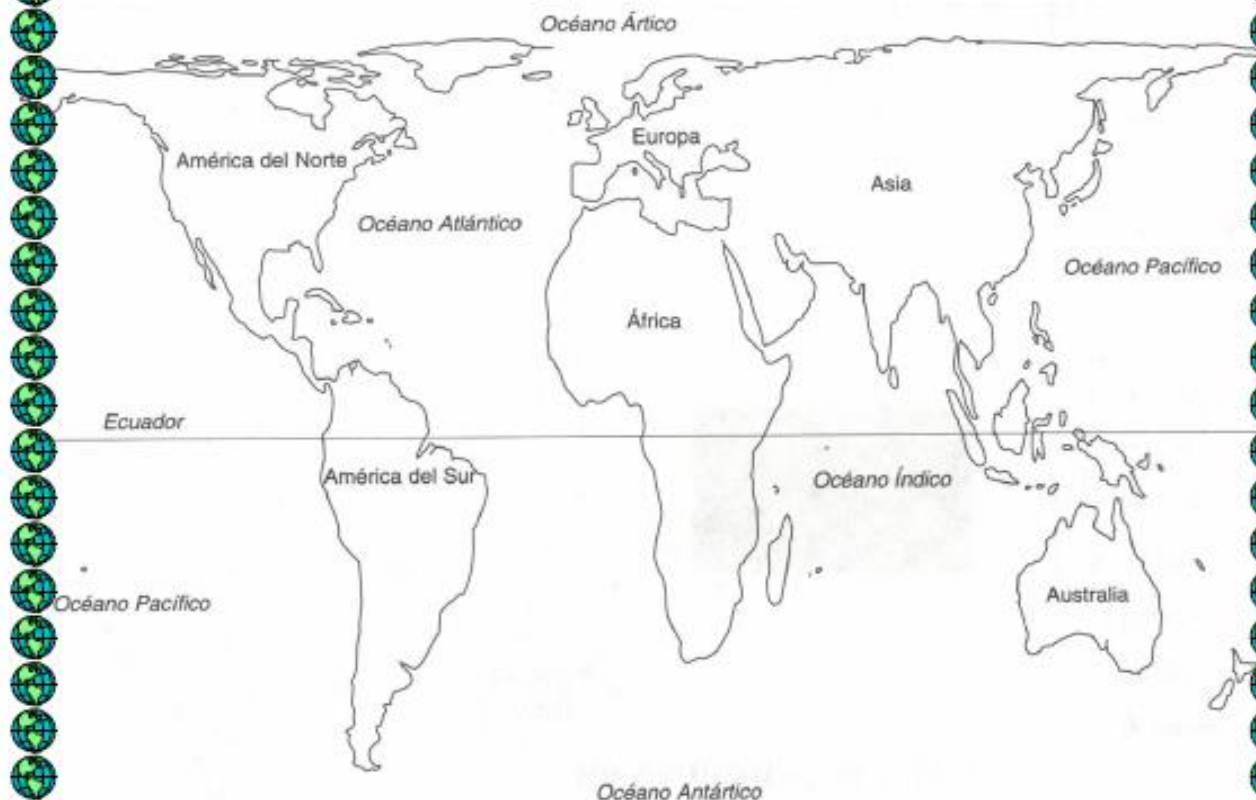 Océano Ártico
Europa
América del Norte
Asia
Océano Atlántico
Océano Pacífico
África
Ecuador
América del Sur
Océano Índico
Australia
Océano Pacífico
Océano Antártico